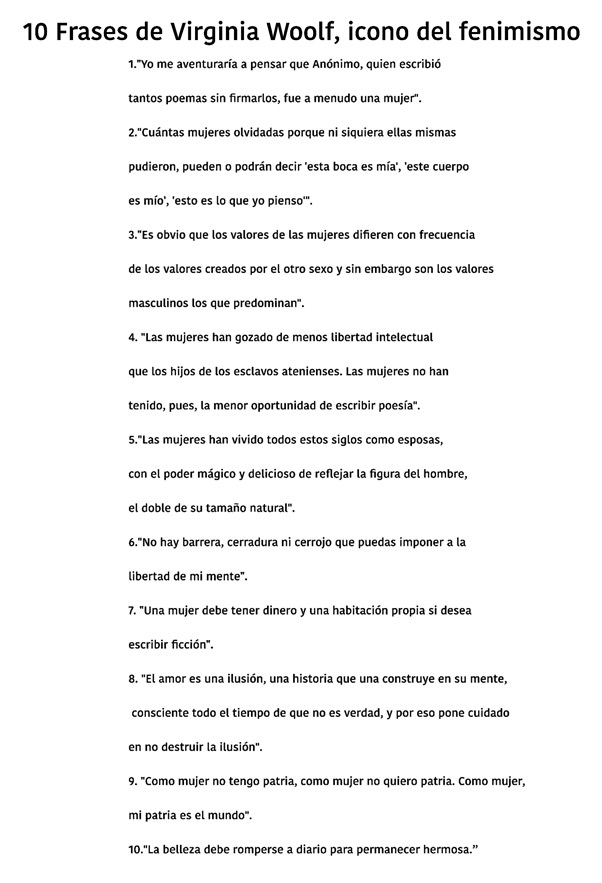 10 Frases de Virginia Woolf, icono del fenimismo
1."Yo me aventuraría a pensar que Anónimo, quien escribió
tantos poemas sin firmarlos, fue a menudo una mujer".
2."Cuántas mujeres olvidadas porque ni siquiera ellas mismas
pudieron, pueden o podrán decir 'esta boca es mía', 'este cuerpo
es mío', 'esto es lo que yo pienso'".
3."Es obvio que los valores de las mujeres difieren con frecuencia
de los valores creados por el otro sexo y sin embargo son los valores
masculinos los que predominan".
4. "Las mujeres han gozado de menos libertad intelectual
que los hijos de los esclavos atenienses. Las mujeres no han
tenido, pues, la menor oportunidad de escribir poesía".
5."Las mujeres han vivido todos estos siglos como esposas,
con el poder mágico y delicioso de reflejar la figura del hombre,
el doble de su tamaño natural".
6."No hay barrera, cerradura ni cerrojo que puedas imponer a la
libertad de mi mente".
7. "Una mujer debe tener dinero y una habitación propia si desea
escribir ficción".
8. "El amor es una ilusión, una historia que una construye en su mente,
consciente todo el tiempo de que no es verdad, y por eso pone cuidado
en no destruir la ilusión".
9. "Como mujer no tengo patria, como mujer no quiero patria. Como mujer,
mi patria es el mundo".
10."La belleza debe romperse a diario para permanecer hermosa.”